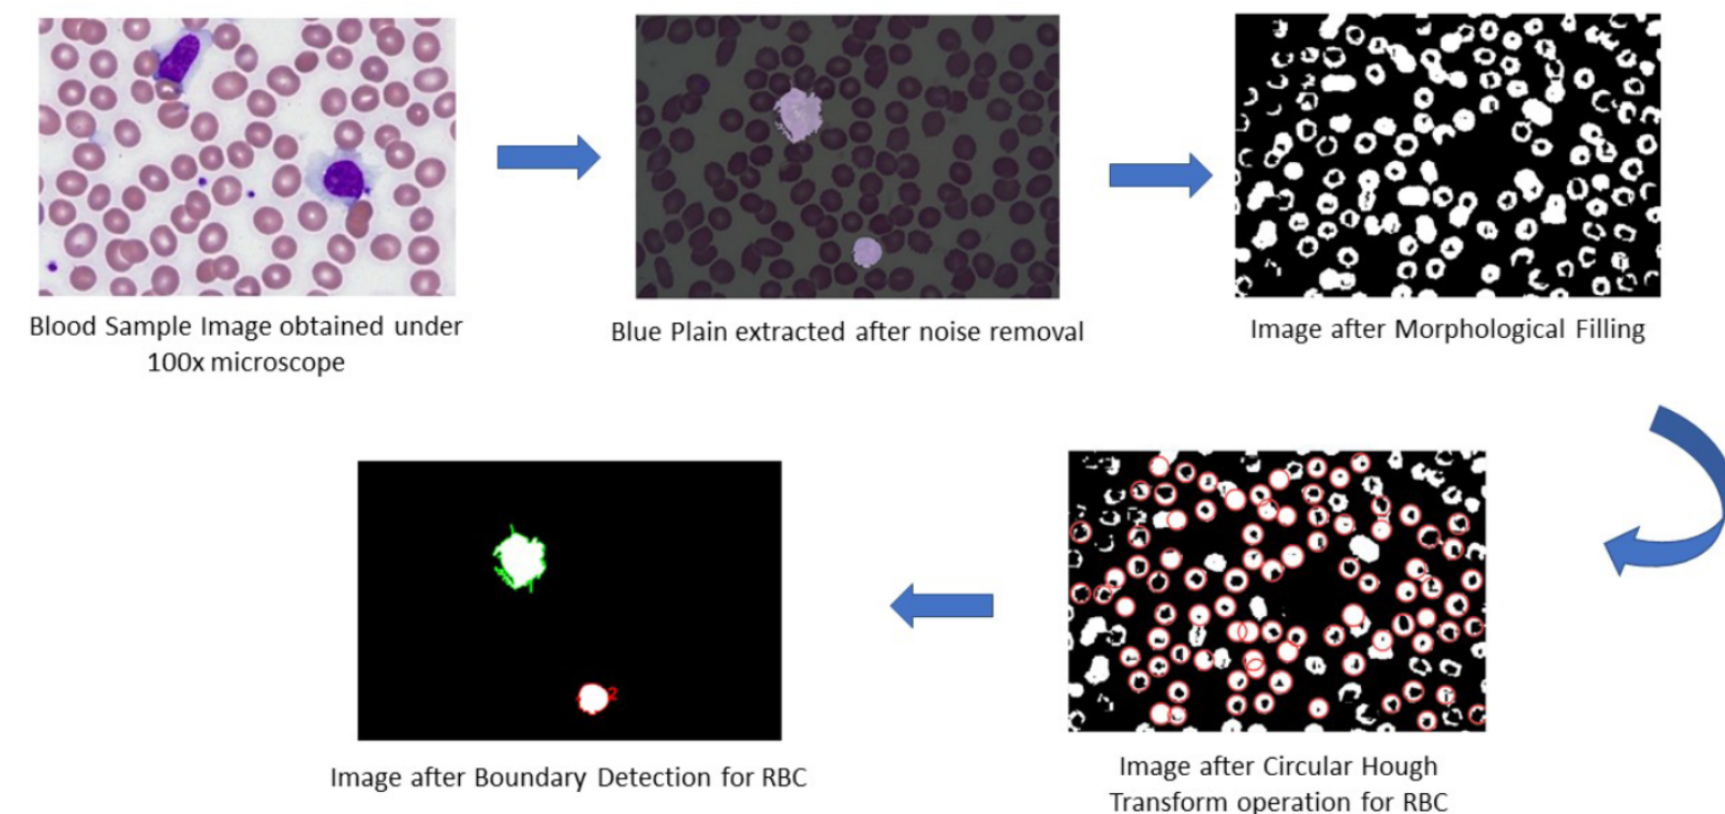 Blood Sample Image obtained under
100x microscope
Blue Plain extracted after noise removal
Image after Morphological Filling
Image after Circular Hough
Transform operation for RBC
Image after Boundary Detection for RBC
2